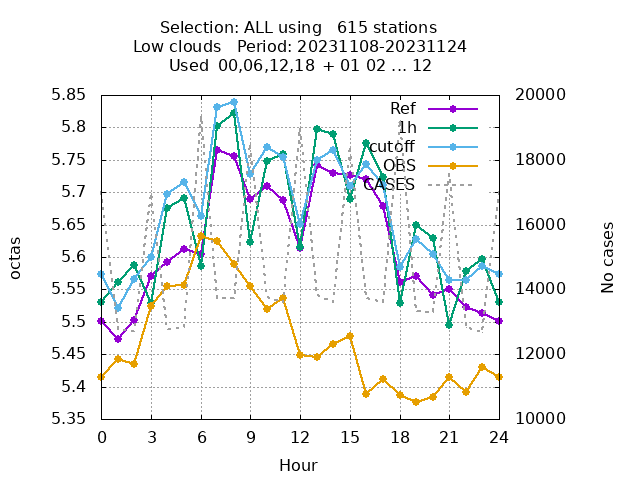 Selection: ALL using   615 stations
Low clouds   Period: 20231108-20231124
Used  00,06,12,18  + 01 02 ... 12
5.85
5.8
5.75
5.7
5.65
5.6
5.55
5.5
5.45
5.4
5.35
20000
18000
16000
14000
12000
10000
Ref
1h
cutoff
OBS
CASES
octas
No cases
0 3 6 9 12 15 18 21 24
Hour